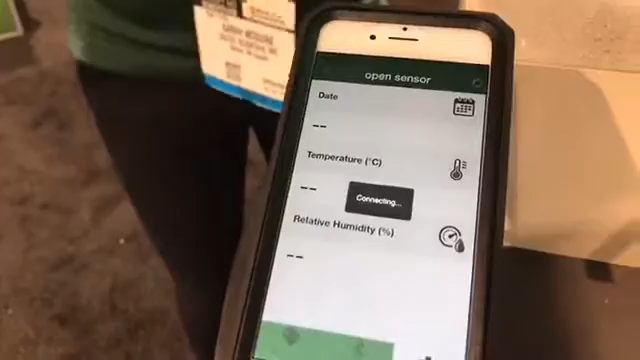 open sensor
Date
--
Temperature (°C)
--
Connecting...
Relative Humidity (%)
--